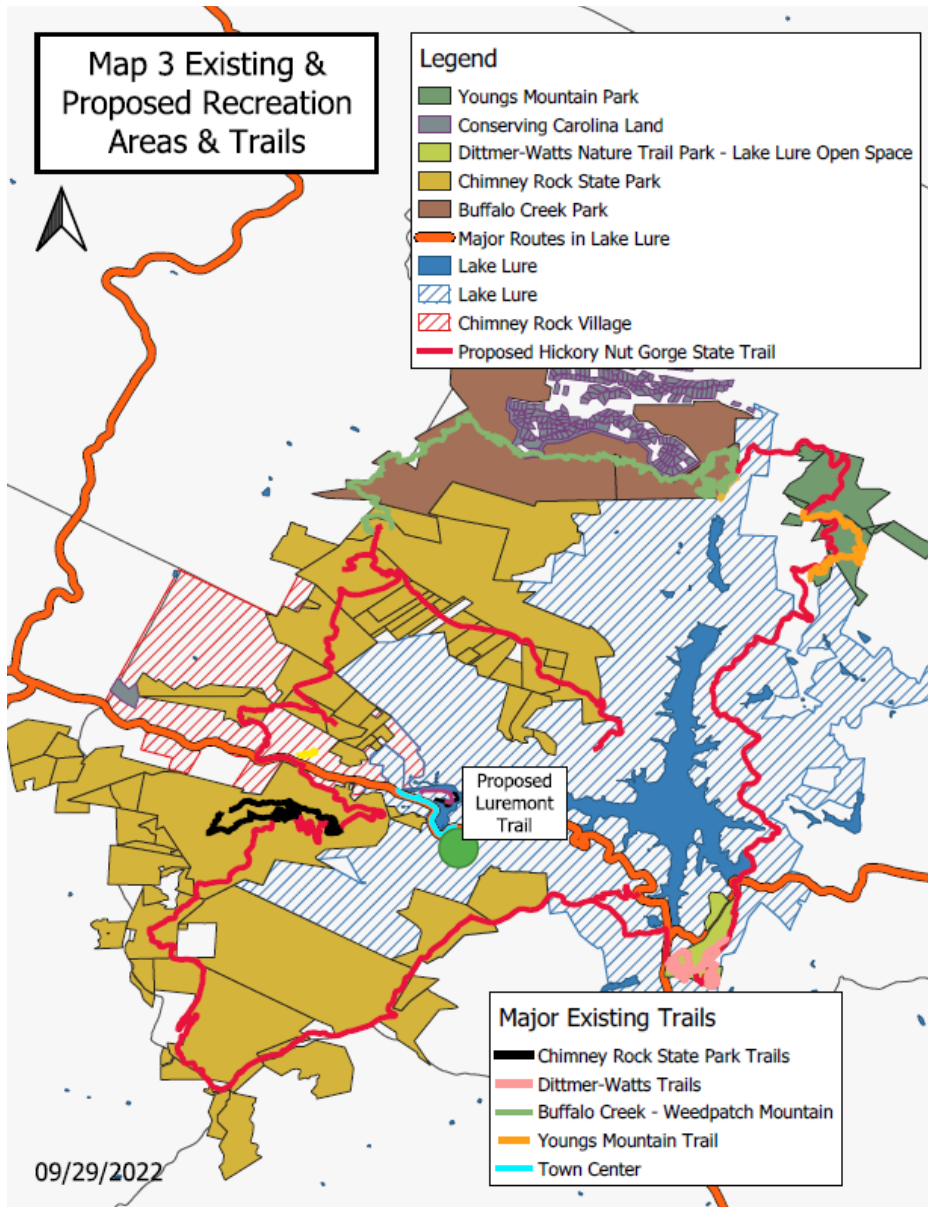 Map 3 Existing &
Proposed Recreation
Areas & Trails
Legend
Youngs Mountain Park
Conserving Carolina Land
Dittmer-Watts Nature Trail Park - Lake Lure Open Space
Chimney Rock State Park
Buffalo Creek Park
Major Routes in Lake Lure
Lake Lure
Lake Lure
Chimney Rock Village
Proposed Hickory Nut Gorge State Trail
Proposed
Luremont
Trail
Major Existing Trails
Chimney Rock State Park Trails
Dittmer-Watts Trails
Buffalo Creek - Weedpatch Mountain
Youngs Mountain Trail
Town Center
09/29/2022